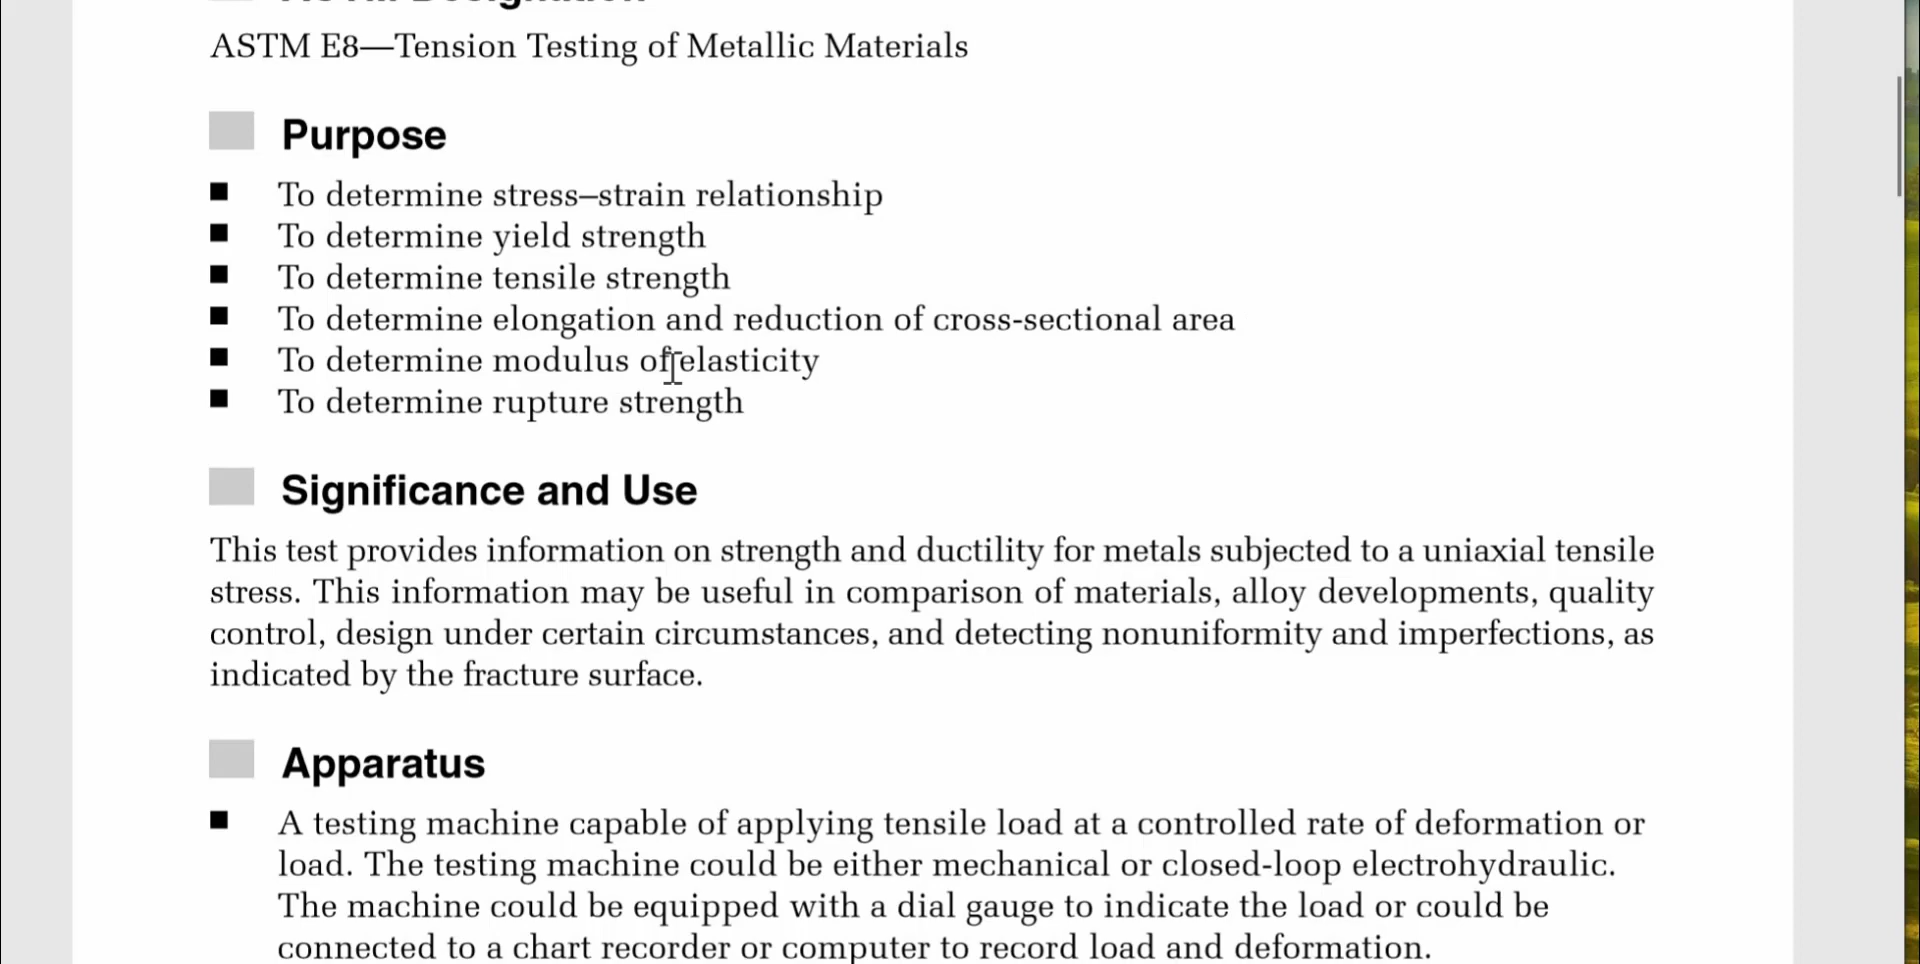 ASTM Designation
ASTM E8—Tension Testing of Metallic Materials
Purpose
■ To determine stress–strain relationship
■ To determine yield strength
■ To determine tensile strength
■ To determine elongation and reduction of cross-sectional area
■ To determine modulus of elasticity
■ To determine rupture strength
Significance and Use
This test provides information on strength and ductility for metals subjected to a uniaxial tensile
stress. This information may be useful in comparison of materials, alloy developments, quality
control, design under certain circumstances, and detecting nonuniformity and imperfections, as
indicated by the fracture surface.
Apparatus
■ A testing machine capable of applying tensile load at a controlled rate of deformation or
load. The testing machine could be either mechanical or closed-loop electrohydraulic.
The machine could be equipped with a dial gauge to indicate the load or could be
connected to a chart recorder or computer to record load and deformation.